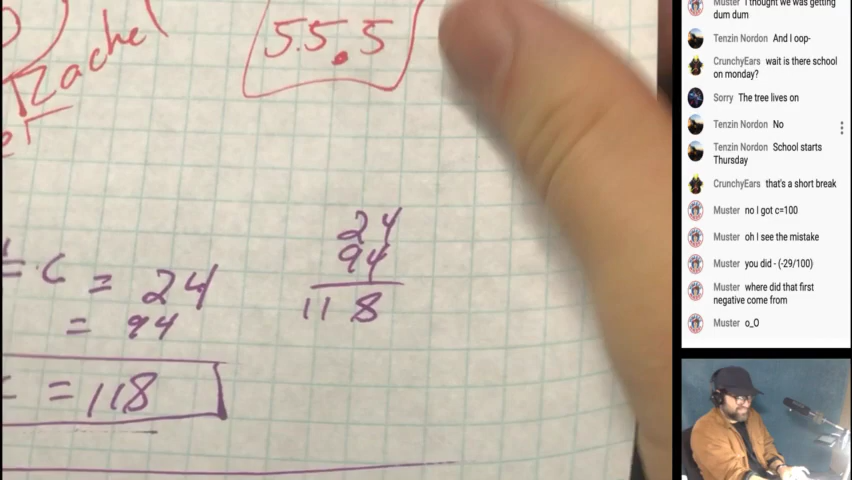 Rachel
55.5
24
94
118
. C = 24
= 94
= 118
Muster I thought we was getting
dum dum
Tenzin Nordon And I oop-
CrunchyEars wait is there school
on monday?
Sorry The tree lives on
Tenzin Nordon No
Tenzin Nordon School starts
Thursday
CrunchyEars that's a short break
Muster no I got c=100
Muster oh I see the mistake
Muster you did - (-29/100)
Muster where did that first
negative come from
Muster o_O